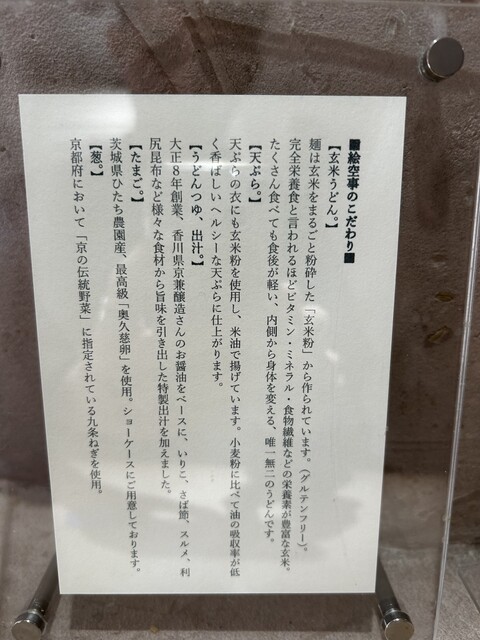 ■絵空事のこだわり■
【玄米うどん。】
麺は玄米をまるごと粉砕した「玄米粉」から作られています。（グルテンフリー）。
完全栄養食と言われるほどビタミン・ミネラル・食物繊維などの栄養素が豊富な玄米。
たくさん食べても食後が軽い、内側から身体を変える、唯一無二のうどんです。
【天ぷら。】
天ぷらの衣にも玄米粉を使用し、米油で揚げています。小麦粉に比べて油の吸収率が低
く香ばしいヘルシーな天ぷらに仕上がります。
【うどんつゆ、出汁。】
大正８年創業、香川県京兼醸造さんのお醤油をベースに、いりこ、さば節、スルメ、利
尻昆布など様々な食材から旨味を引き出した特製出汁を加えました。
【たまご。】
茨城県ひたち農園産、最高級「奥久慈卵」を使用。ショーケースにご用意しております。
【葱。】
京都府において「京の伝統野菜」に指定されている九条ねぎを使用。